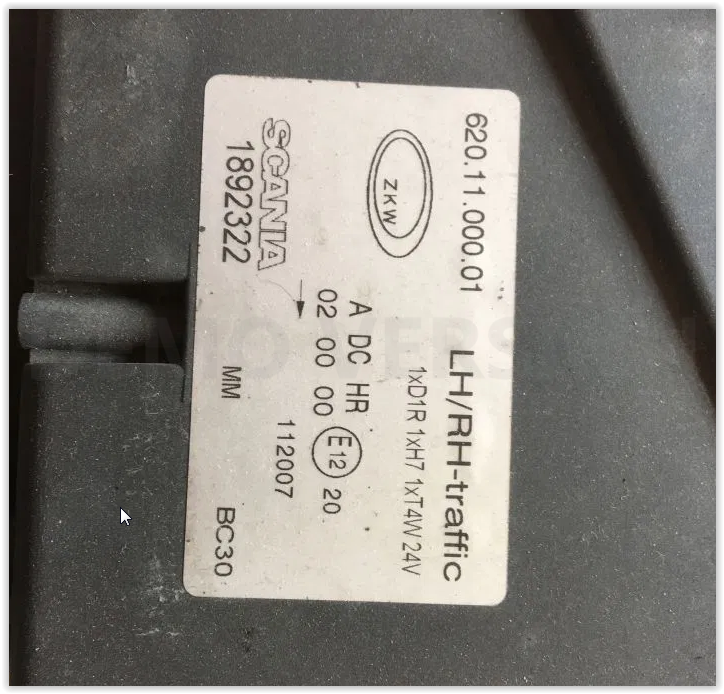 620.11.000.01
LH/RH-traffic
1xD1R 1xH7 1xT4W 24V
ZKW
A DC HR
02 00 00 E12 20
112007
SCANIA
1892322
MM
BC30